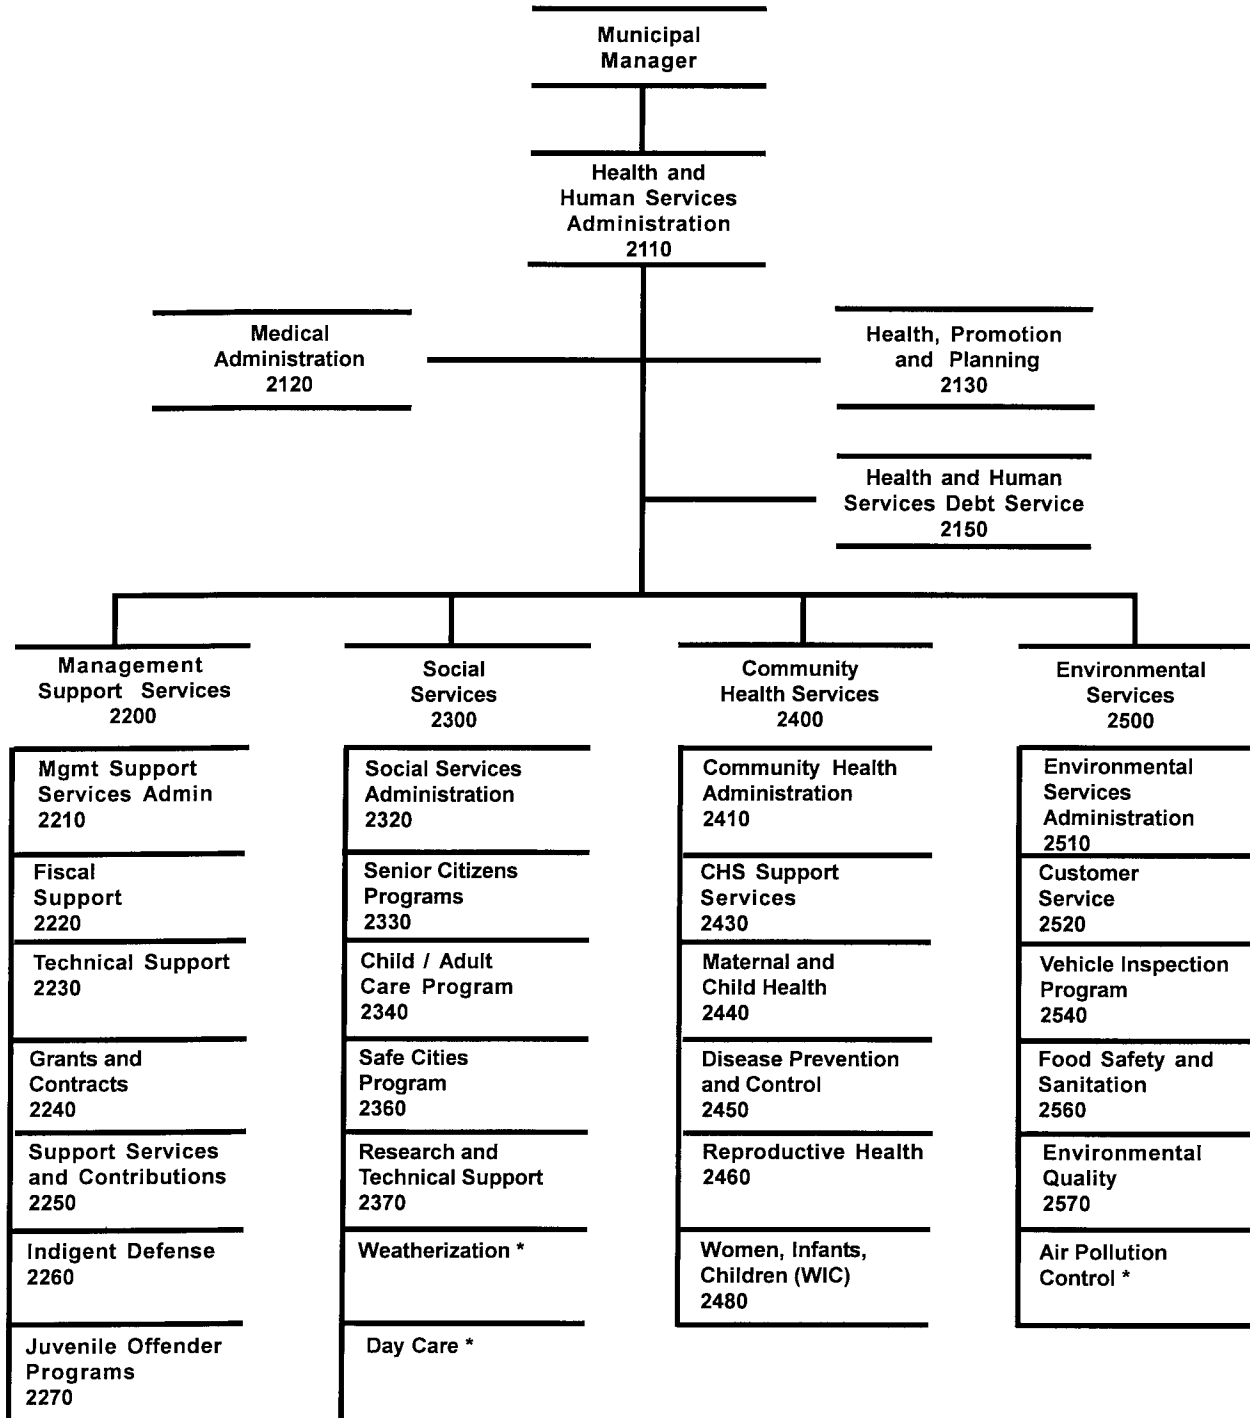 Municipal
Manager
Health and
Human Services
Administration
2110
Medical
Administration
2120
Health, Promotion
and Planning
2130
Health and Human
Services Debt Service
2150
Management
Support Services
2200
Mgmt Support
Services Admin
2210
Fiscal
Support
2220
Technical Support
2230
Grants and
Contracts
2240
Support Services
and Contributions
2250
Indigent Defense
2260
Juvenile Offender
Programs
2270
Social
Services
2300
Social Services
Administration
2320
Senior Citizens
Programs
2330
Child / Adult
Care Program
2340
Safe Cities
Program
2360
Research and
Technical Support
2370
Weatherization *
Day Care *
Community
Health Services
2400
Community Health
Administration
2410
CHS Support
Services
2430
Maternal and
Child Health
2440
Disease Prevention
and Control
2450
Reproductive Health
2460
Women, Infants,
Children (WIC)
2480
Environmental
Services
2500
Environmental
Services
Administration
2510
Customer
Service
2520
Vehicle Inspection
Program
2540
Food Safety and
Sanitation
2560
Environmental
Quality
2570
Air Pollution
Control *